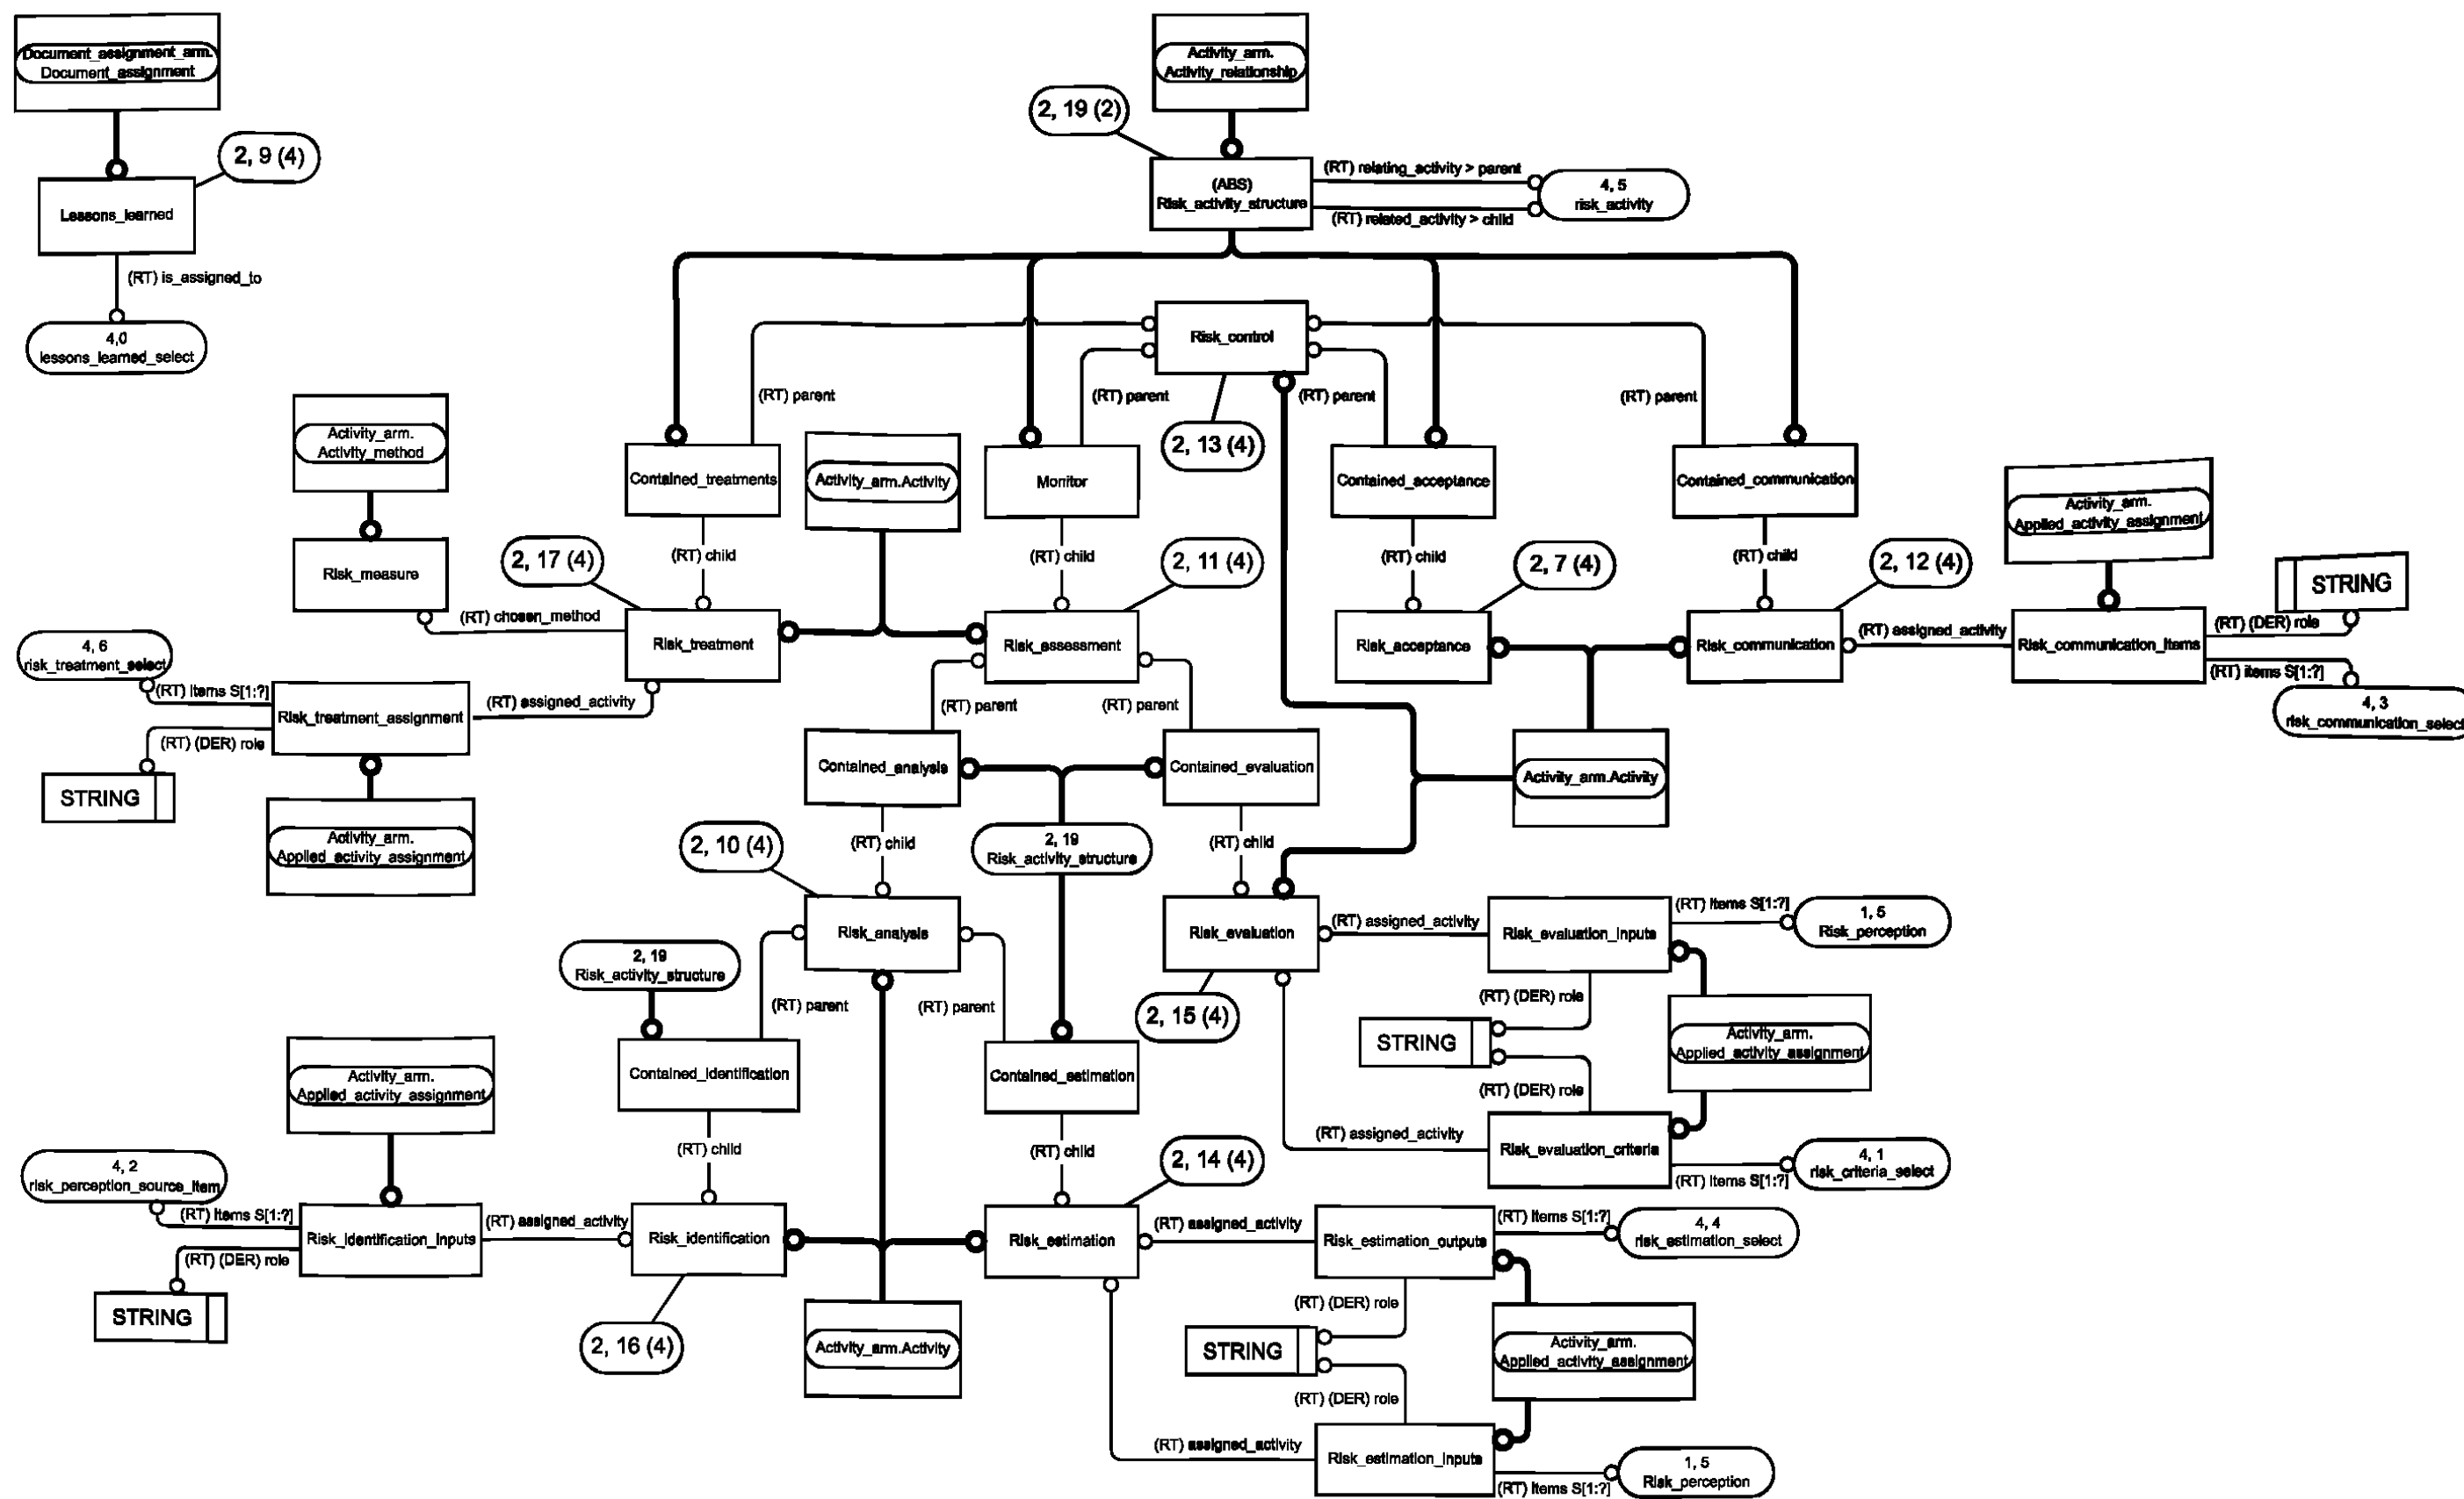 Document_assignment_arm.
Document_assignment
2, 9 (4)
Lessons_learned
(RT) is_assigned_to
4,0
lessons_learned_select
Activity_arm.
Activity_relationship
2, 19 (2)
(ABS)
Risk_activity_structure
(RT) relating_activity > parent
(RT) related_activity > child
4, 5
risk_activity
Risk_control
(RT) parent
(RT) parent
(RT) parent
(RT) parent
2, 13 (4)
Activity_arm.
Activity_method
Contained_treatments
Activity_arm.Activity
Monitor
Contained_acceptance
Contained_communication
Activity_arm.
Applied_activity_assignment
Risk_measure
2, 17 (4)
(RT) child
(RT) child
2, 11 (4)
(RT) child
2, 7 (4)
(RT) child
2, 12 (4)
STRING
(RT) chosen_method
Risk_treatment
Risk_assessment
Risk_acceptance
Risk_communication
(RT) assigned_activity
Risk_communication_items
(RT) (DER) role
(RT) items S[1:?]
4, 3
risk_communication_select
4, 6
risk_treatment_select
(RT) items S[1:?]
Risk_treatment_assignment
(RT) assigned_activity
(RT) (DER) role
STRING
Activity_arm.
Applied_activity_assignment
(RT) parent
(RT) parent
Contained_analysis
Contained_evaluation
Activity_arm.Activity
(RT) child
2, 19
Risk_activity_structure
(RT) child
2, 10 (4)
Risk_analysis
Risk_evaluation
(RT) assigned_activity
Risk_evaluation_inputs
(RT) items S[1:?]
1, 5
Risk_perception
2, 19
Risk_activity_structure
(RT) parent
(RT) parent
2, 15 (4)
(RT) (DER) role
STRING
(RT) (DER) role
Activity_arm.
Applied_activity_assignment
Activity_arm.
Applied_activity_assignment
Contained_identification
Contained_estimation
(RT) assigned_activity
Risk_evaluation_criteria
4, 1
risk_criteria_select
(RT) items S[1:?]
(RT) child
(RT) child
2, 14 (4)
4, 2
risk_perception_source_item
(RT) items S[1:?]
Risk_identification_inputs
(RT) assigned_activity
Risk_identification
Risk_estimation
(RT) assigned_activity
Risk_estimation_outputs
(RT) items S[1:?]
4, 4
risk_estimation_select
(RT) (DER) role
STRING
2, 16 (4)
Activity_arm.Activity
(RT) (DER) role
STRING
(RT) (DER) role
Activity_arm.
Applied_activity_assignment
(RT) assigned_activity
Risk_estimation_inputs
(RT) items S[1:?]
1, 5
Risk_perception